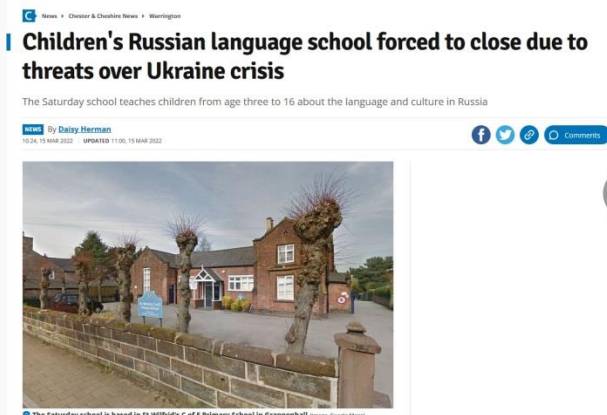 C News › Chester & Cheshire News › Warrington
Children's Russian language school forced to close due to
threats over Ukraine crisis
The Saturday school teaches children from age three to 16 about the language and culture in Russia
NEWS By Daisy Herman
10:24, 15 MAR 2022 UPDATED 11:00, 15 MAR 2022
Comments
The Saturday school is based in St Wilfrid's C of E Primary School in Grappenhall